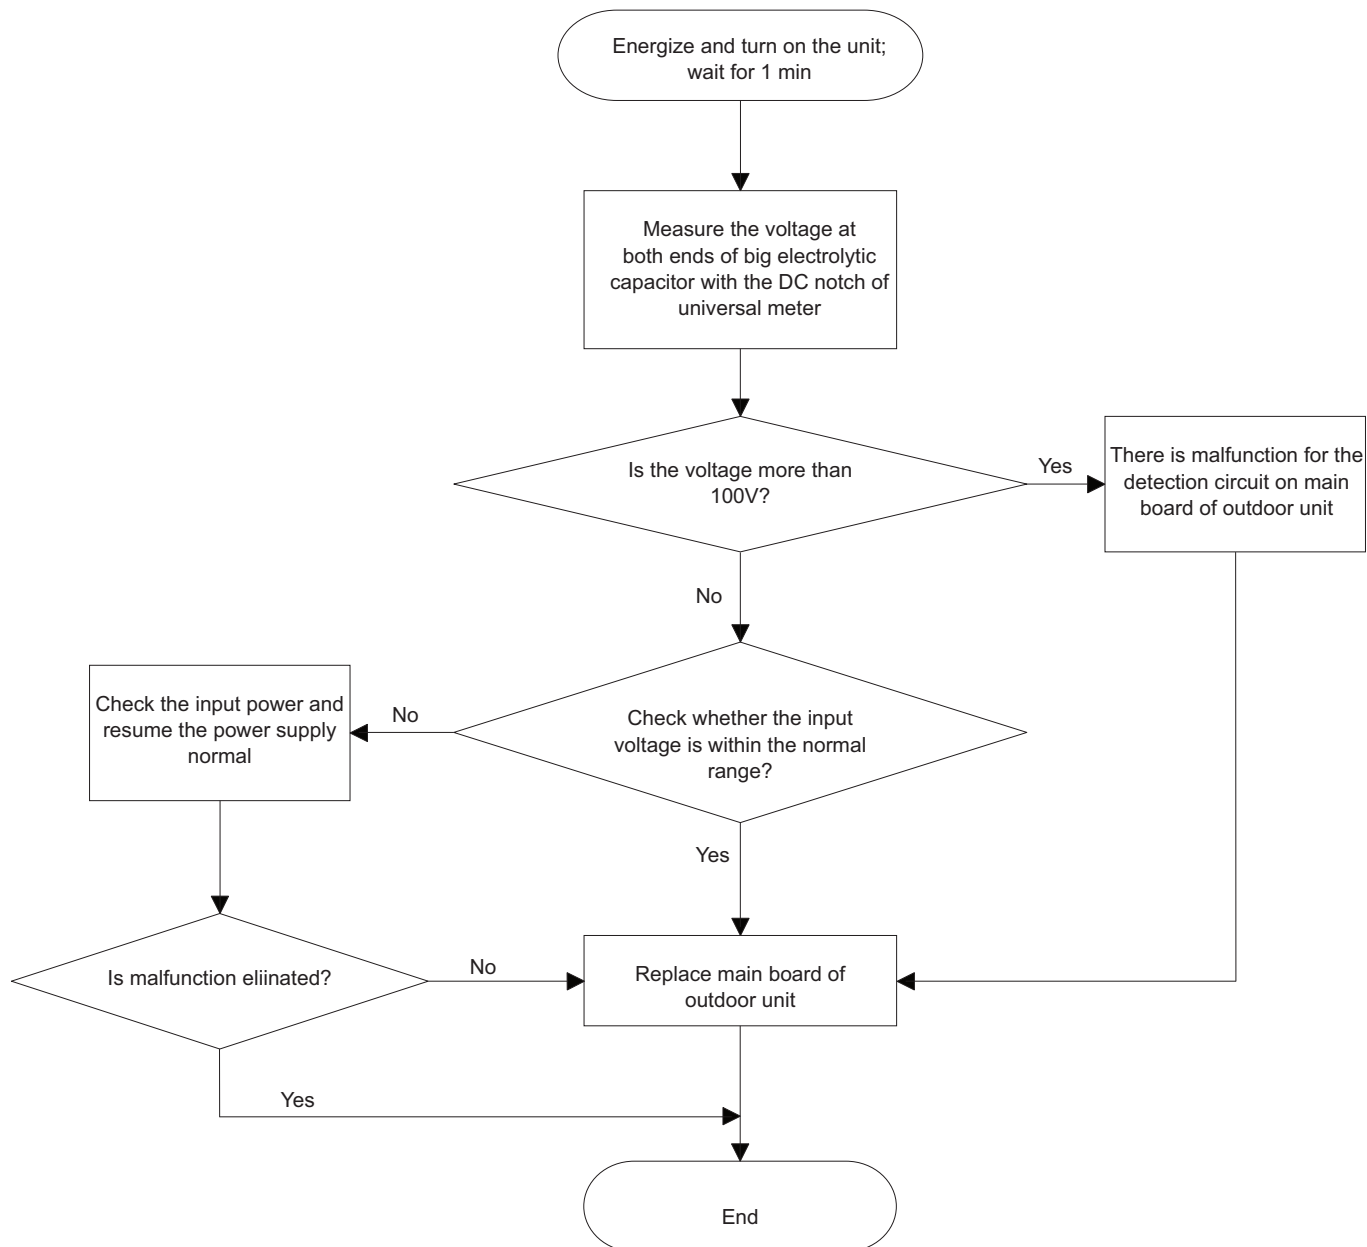 Energize and turn on the unit;
wait for 1 min
Measure the voltage at
both ends of big electrolytic
capacitor with the DC notch of
universal meter
Is the voltage more than
100V?
Yes
There is malfunction for the
detection circuit on main
board of outdoor unit
No
Check whether the input
voltage is within the normal
range?
No
Check the input power and
resume the power supply
normal
Yes
Is malfunction eliinated?
No
Replace main board of
outdoor unit
Yes
End